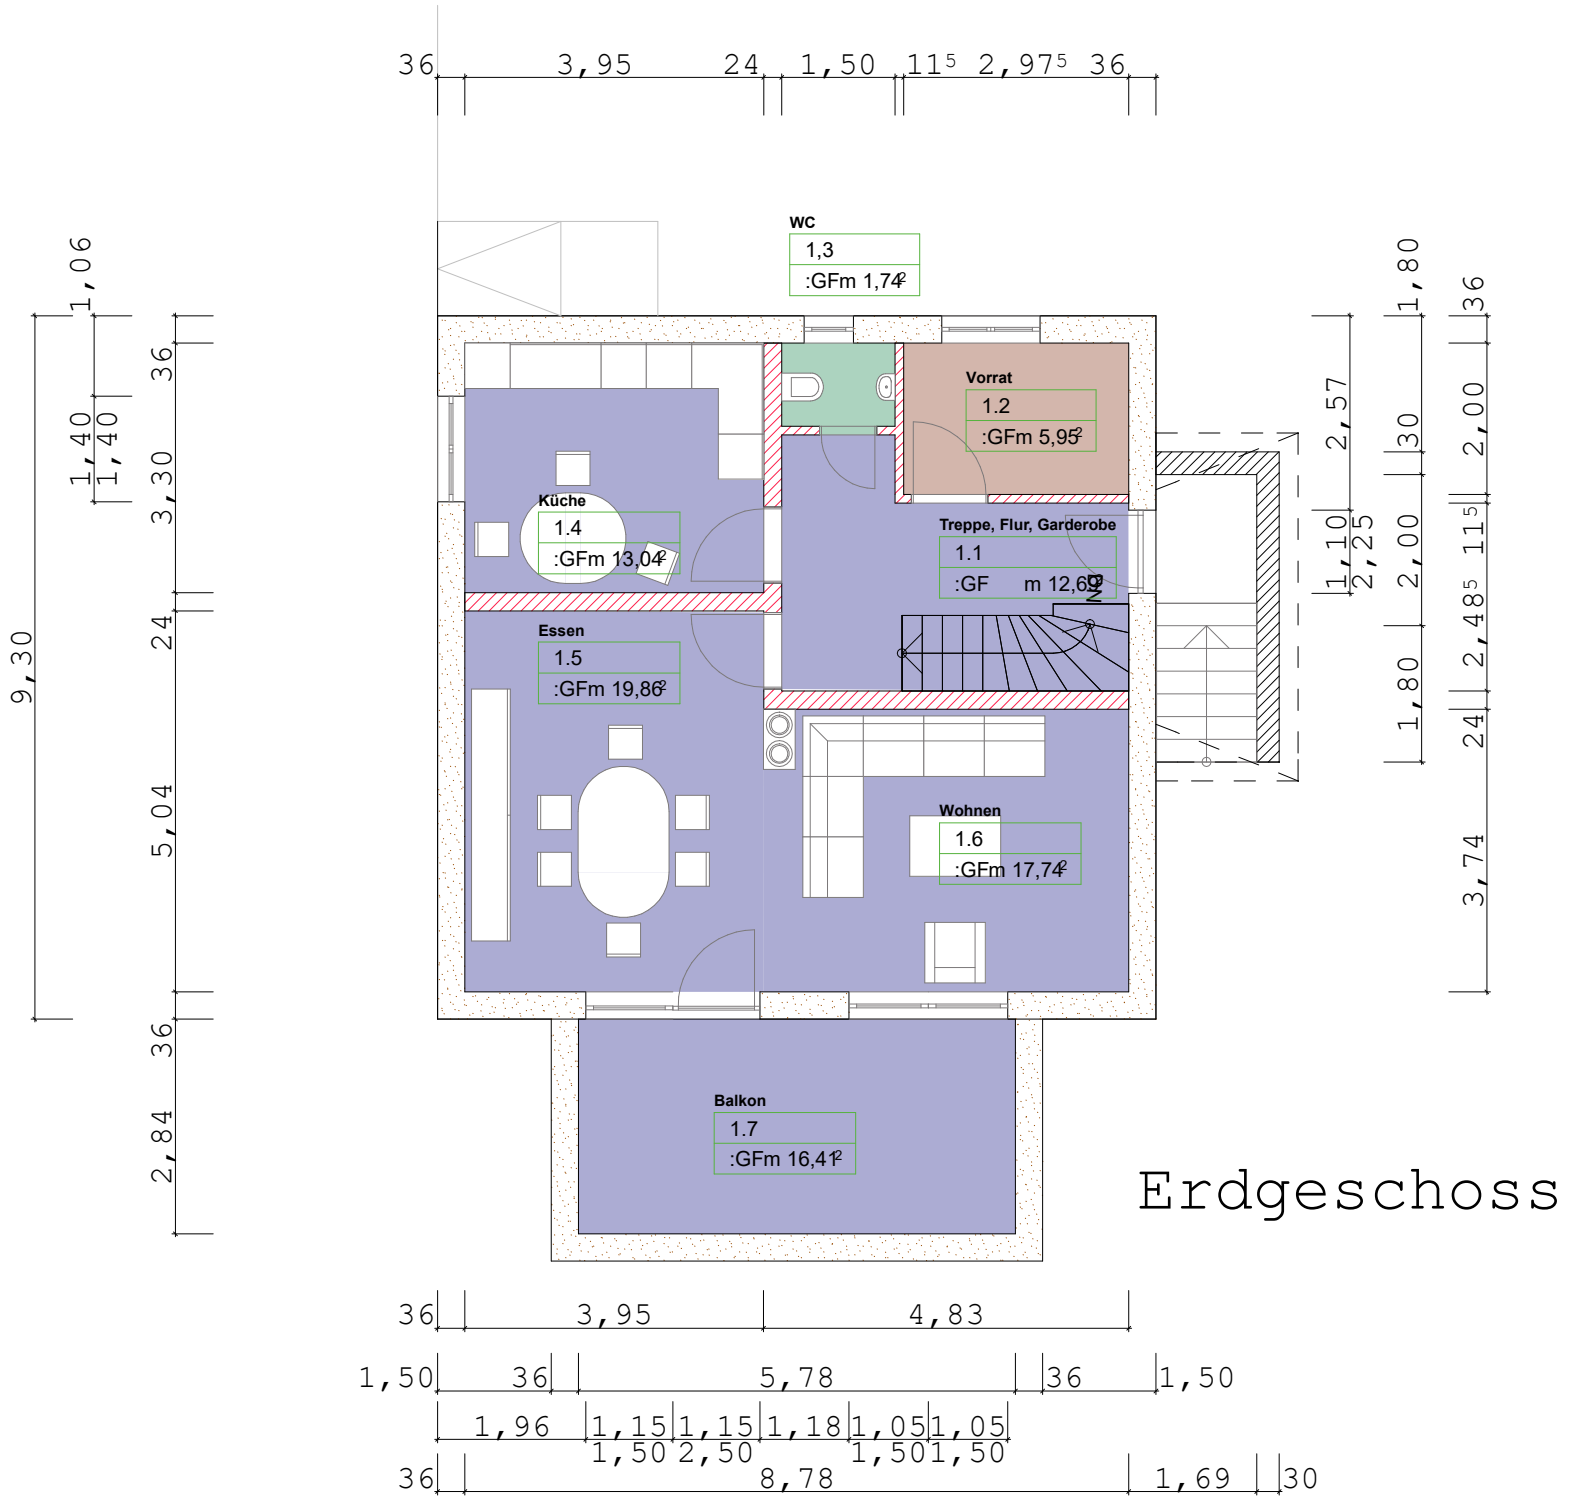 36 3,95 24 1,50 11⁵ 2,97⁵ 36
WC
1,3
:GFm 1,74²
1,06
1,40
1,40
36
3,30
24
5,04
36
2,84
9,30
1,80
30
2,00
1,80
36
2,00
11⁵
2,48⁵
24
3,74
2,57
1,10
2,25
Vorrat
1.2
:GFm 5,95²
Küche
1.4
:GFm 13,04²
Treppe, Flur, Garderobe
1.1
:GF m 12,69
Essen
1.5
:GFm 19,86²
Wohnen
1.6
:GFm 17,74²
Balkon
1.7
:GFm 16,41²
Erdgeschoss
36 3,95 4,83
1,50 36 5,78 36 1,50
1,96 1,15 1,15 1,18 1,05 1,05
1,50 2,50 1,50 1,50
36 8,78 1,69 30